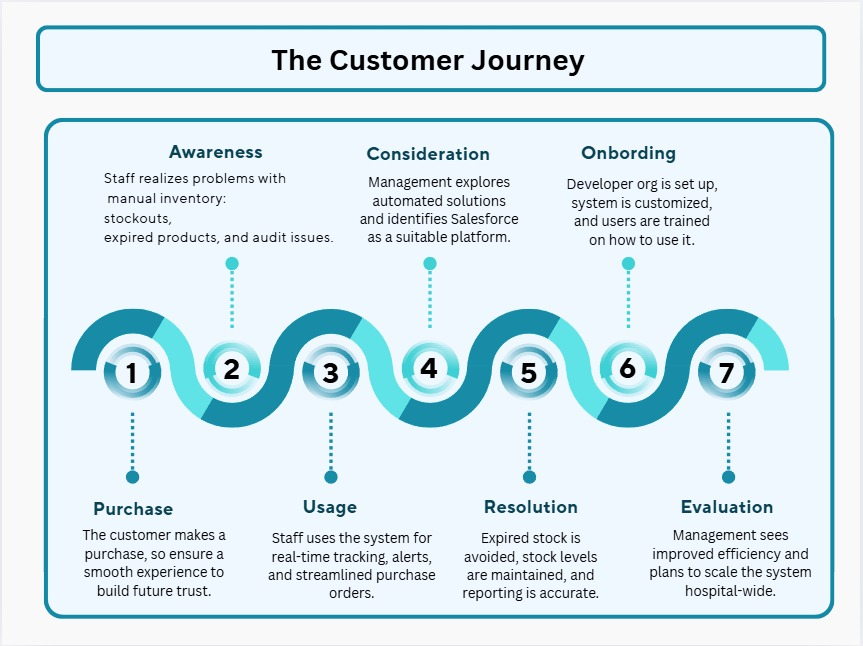 The Customer Journey
Awareness
Staff realizes problems with
manual inventory:
stockouts,
expired products, and audit issues.
Consideration
Management explores
automated solutions
and identifies Salesforce
as a suitable platform.
Onbording
Developer org is set up,
system is customized,
and users are trained
on how to use it.
1
2
3
4
5
6
7
Purchase
The customer makes a
purchase, so ensure a
smooth experience to
build future trust.
Usage
Staff uses the system for
real-time tracking, alerts,
and streamlined purchase
orders.
Resolution
Expired stock is
avoided, stock levels
are maintained, and
reporting is accurate.
Evaluation
Management sees
improved efficiency and
plans to scale the system
hospital-wide.